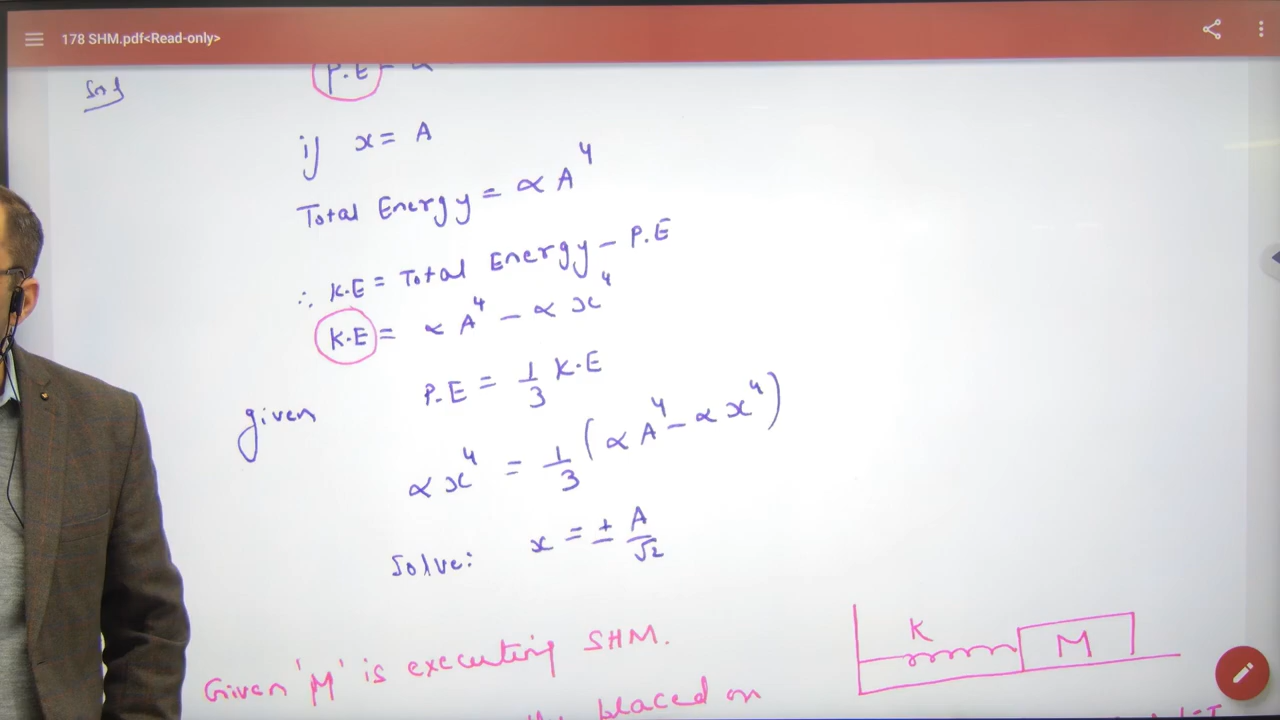 178 SHM.pdf<Read-only>
Sol
P.E =
if x = A
Total Energy = ∝ A⁴
∴ K.E = Total Energy - P.E
K.E = ∝ A⁴ - ∝ x⁴
given P.E = 1/3 K.E
∝ x⁴ = 1/3 (∝ A⁴ - ∝ x⁴)
Solve: x = ± A/√2
K
M
Given 'M' is executing SHM.
placed on